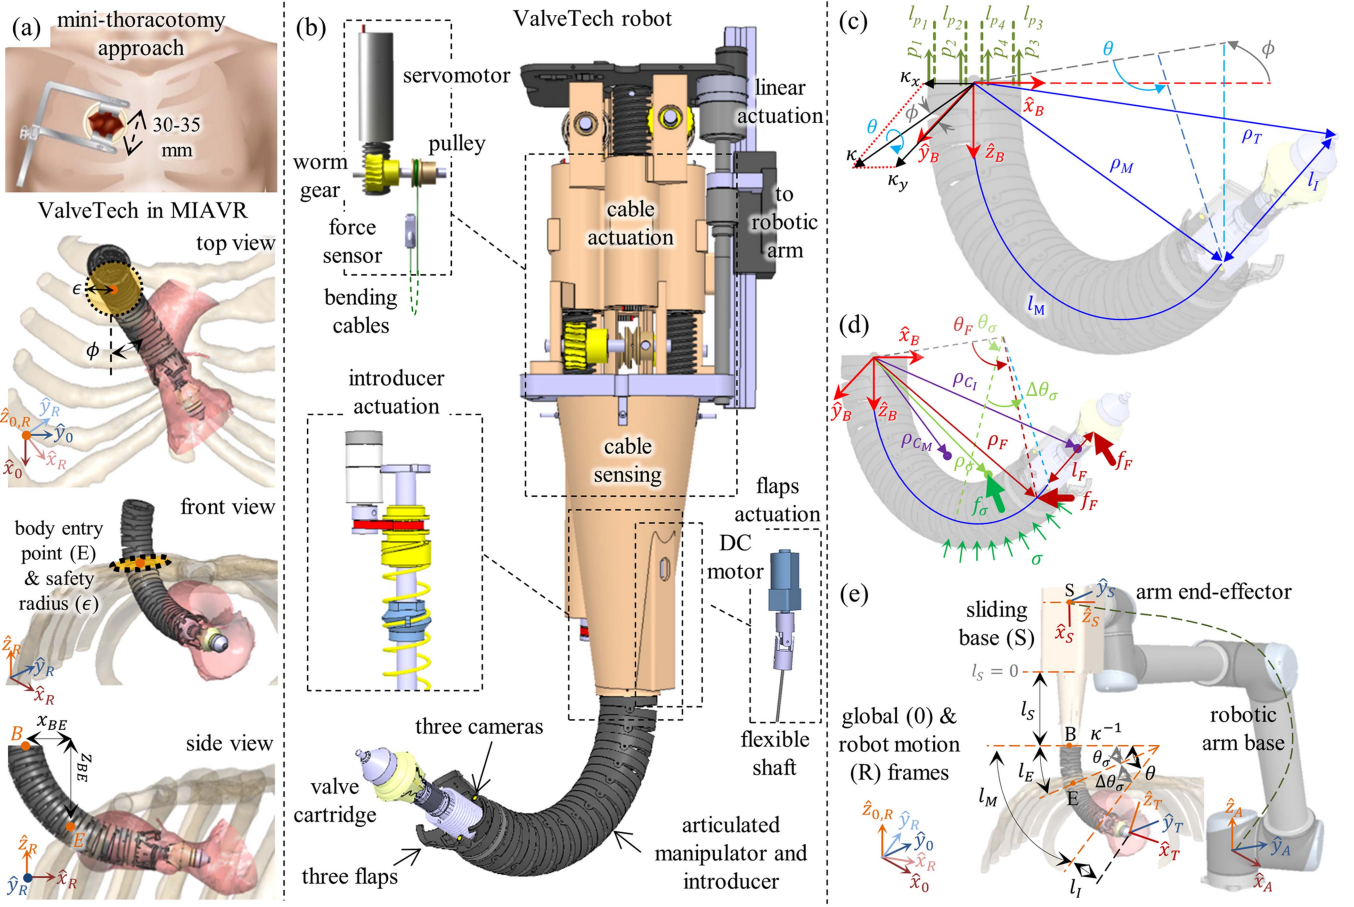 (a)
mini-thoracotomy
approach
30-35
mm
ValveTech in MIAVR
top view
ϵ
ϕ
ẑ0,R
ŷR
ŷ0
x̂R
x̂0
front view
body entry
point (E)
& safety
radius (ϵ)
ẑR
ŷR
x̂R
xBE
side view
B
zBE
E
ẑR
ŷR
x̂R
(b)
ValveTech robot
servomotor
worm
gear
pulley
force
sensor
bending
cables
linear
actuation
cable
actuation
to
robotic
arm
introducer
actuation
cable
sensing
flaps
actuation
DC
motor
flexible
shaft
three cameras
valve
cartridge
three flaps
articulated
manipulator and
introducer
(c)
lp1 lp2 lp4 lp3
p1 p2 p4 p3
θ
ϕ
κx
ϕ
θ
κ
κy
x̂B
ŷB
ẑB
ρT
ρM
lI
lM
(d)
x̂B
ŷB
ẑB
θF θσ
Δθσ
ρCI
ρCM
ρσ
ρF
lF
fF
fF
fσ
σ
(e)
sliding
base (S)
S
ŷS
ẑS
x̂S
arm end-effector
lS = 0
lS
B
κ−1
θσ
Δθσ
θ
lE
E
lM
lI
global (0) &
robot motion
(R) frames
robotic
arm base
ẑ0,R
ŷR
ŷ0
x̂R
x̂0
ẑT
ŷT
x̂T
ẑA
ŷA
x̂A